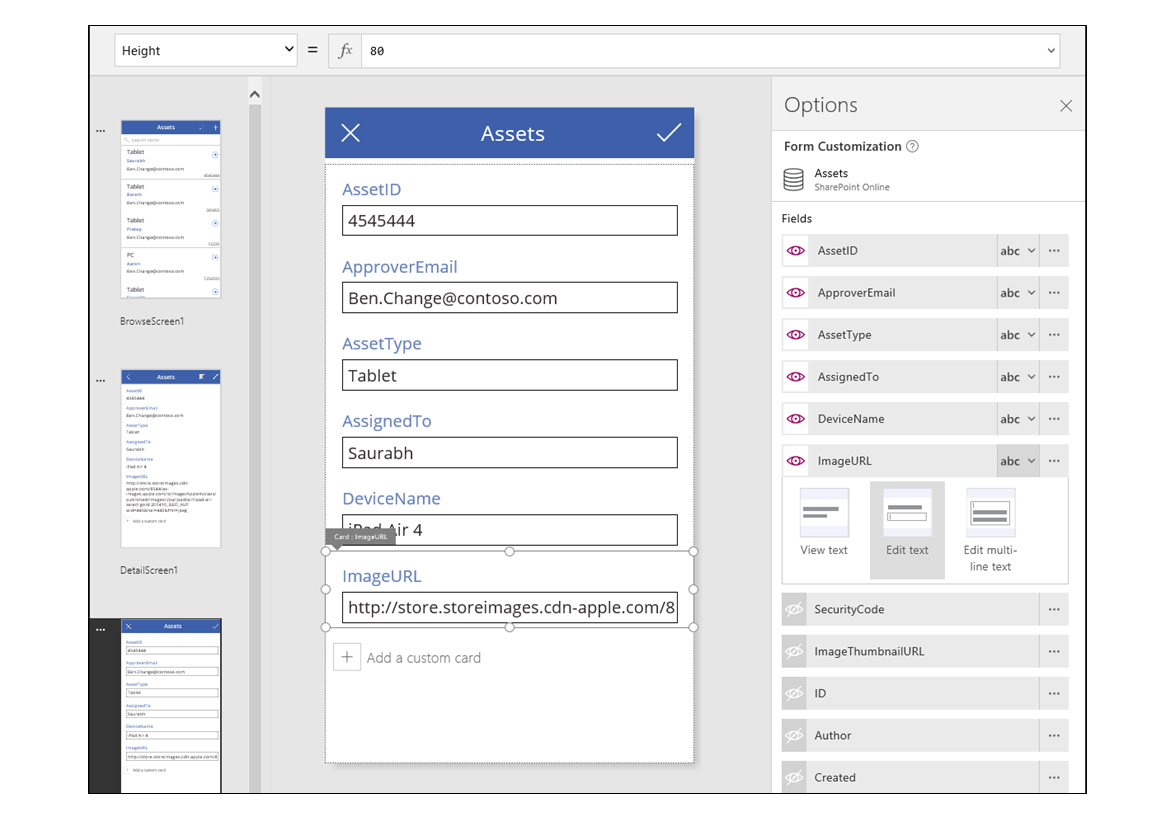 Height
=
fx
80
Assets
Search items
Tablet
Saurabh
Ben.Change@contoso.com
4545444
Tablet
Ben.Change@contoso.com
Tablet
Pratap
Ben.Change@contoso.com
PC
Aaron
Ben.Change@contoso.com
Tablet
BrowseScreen1
Assets
AssetID
4545444
ApproverEmail
Ben.Change@contoso.com
AssetType
Tablet
AssignedTo
Saurabh
DeviceName
iPad Air 4
ImageURL
Add a custom card
DetailScreen1
Assets
AssetID
4545444
ApproverEmail
Ben.Change@contoso.com
AssetType
Tablet
AssignedTo
Saurabh
DeviceName
iPad Air 4
ImageURL
http://store.storeimages.cdn-apple.com/8
Add a custom card
Assets
AssetID
4545444
ApproverEmail
Ben.Change@contoso.com
AssetType
Tablet
AssignedTo
Saurabh
DeviceName
iPad Air 4
Card : ImageURL
ImageURL
http://store.storeimages.cdn-apple.com/8
Add a custom card
Options
Form Customization ?
Assets
SharePoint Online
Fields
AssetID abc ...
ApproverEmail abc ...
AssetType abc ...
AssignedTo abc ...
DeviceName abc ...
ImageURL abc ...
View text
Edit text
Edit multi-
line text
SecurityCode ...
ImageThumbnailURL ...
ID ...
Author ...
Created ...